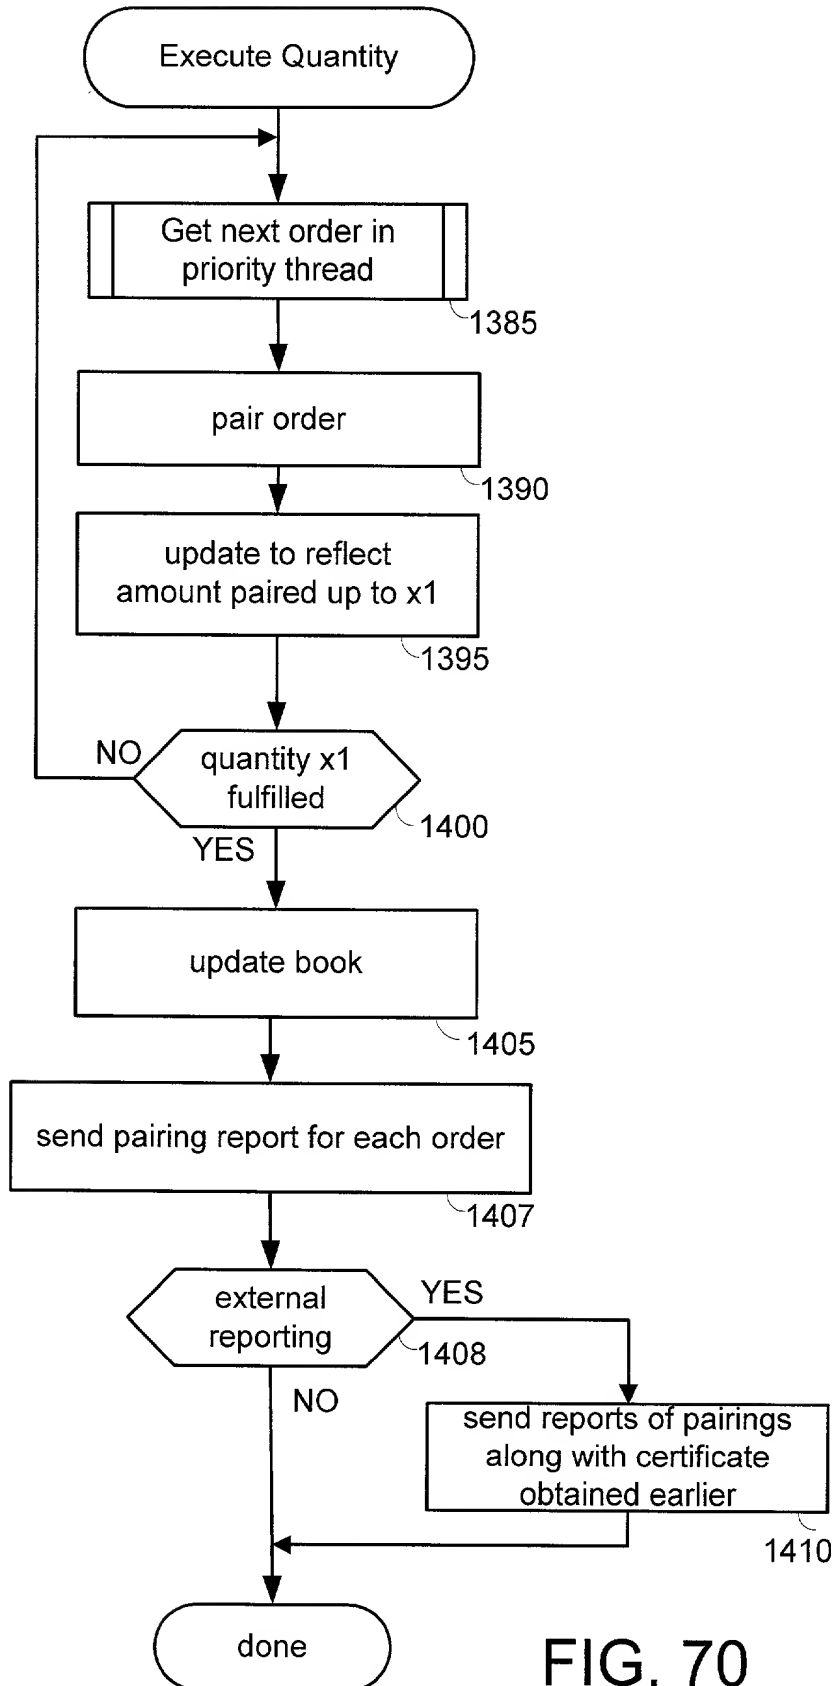 Execute Quantity
Get next order in
priority thread
1385
pair order
1390
update to reflect
amount paired up to x1
1395
NO
quantity x1
fulfilled
1400
YES
update book
1405
send pairing report for each order
1407
external
reporting
YES
1408
NO
send reports of pairings
along with certificate
obtained earlier
1410
done
FIG. 70